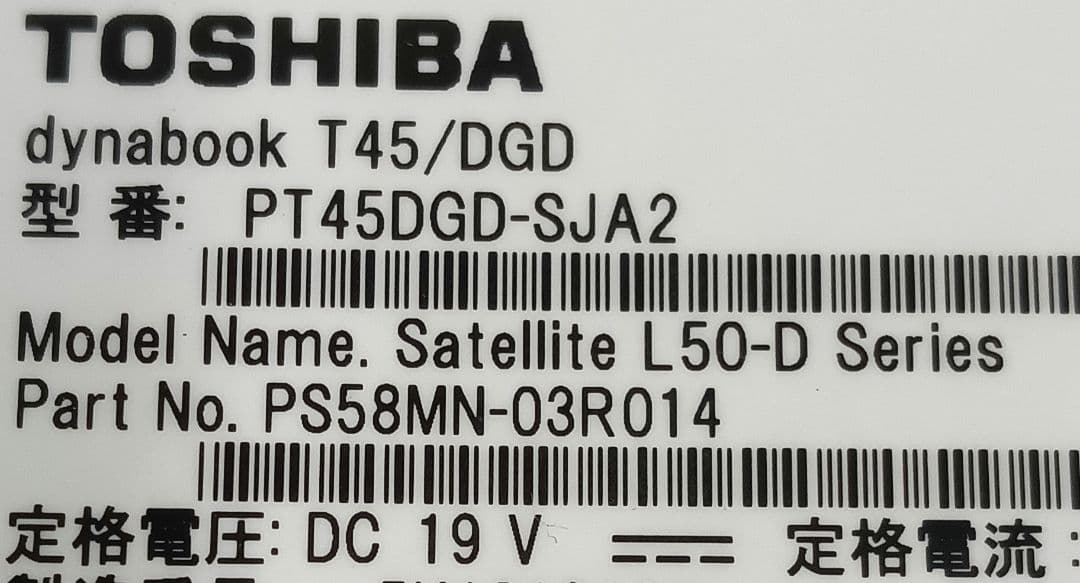 TOSHIBA
dynabook T45/DGD
型 番: PT45DGD-SJA2
Model Name. Satellite L50-D Series
Part No. PS58MN-03R014
定格電圧: DC 19 V ⎓ 定格電流: